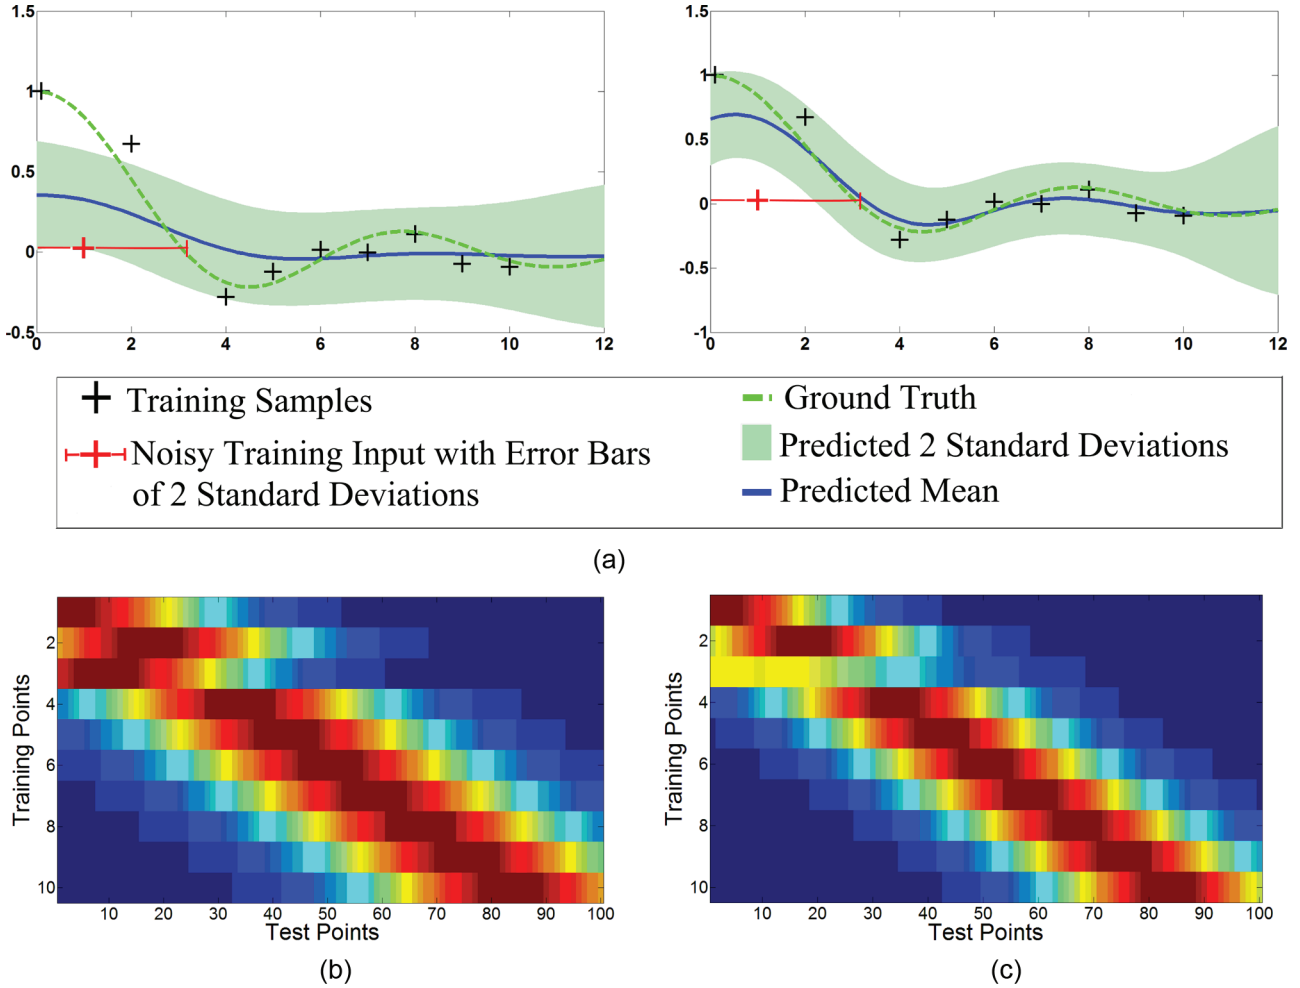 1.5
1
0.5
0
-0.5
0 2 4 6 8 10 12
1.5
1
0.5
0
-0.5
-1
0 2 4 6 8 10 12
Training Samples
Noisy Training Input with Error Bars
of 2 Standard Deviations
Ground Truth
Predicted 2 Standard Deviations
Predicted Mean
(a)
Training Points
2
4
6
8
10
10 20 30 40 50 60 70 80 90 100
Test Points
(b)
Training Points
2
4
6
8
10
10 20 30 40 50 60 70 80 90 100
Test Points
(c)